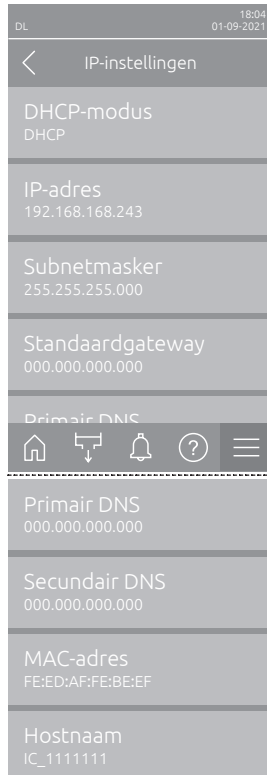 18:04
DL 01-09-2021
IP-instellingen
DHCP-modus
DHCP
IP-adres
192.168.168.243
Subnetmasker
255.255.255.000
Standaardgateway
000.000.000.000
Primair DNS
?
Primair DNS
000.000.000.000
Secundair DNS
000.000.000.000
MAC-adres
FE:ED:AF:FE:BE:EF
Hostnaam
IC_1111111